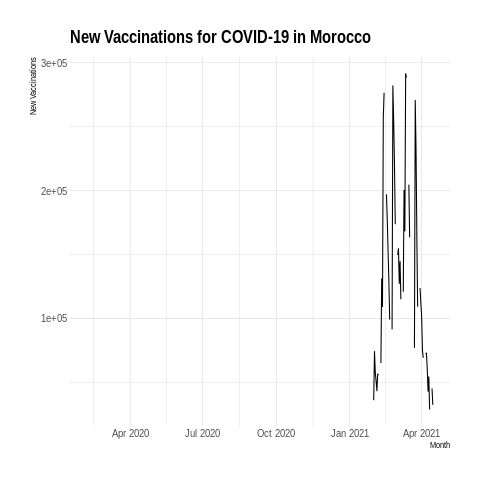 New Vaccinations for COVID-19 in Morocco
New Vaccinations
3e+05
2e+05
1e+05
Apr 2020 Jul 2020 Oct 2020 Jan 2021 Apr 2021
Month